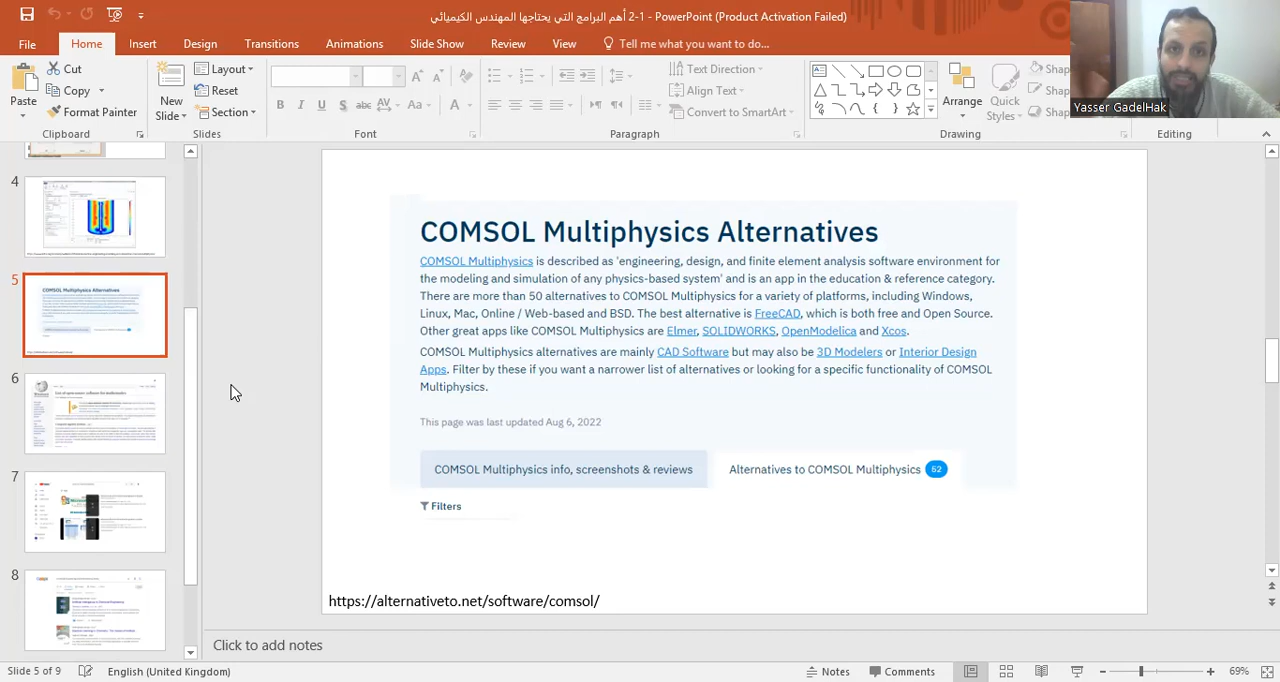 2-1 - أهم البرامج التي يحتاجها المهندس الكيميائي - PowerPoint (Product Activation Failed)
File Home Insert Design Transitions Animations Slide Show Review View Tell me what you want to do...
Paste
Cut
Copy
Format Painter
Clipboard
New Slide
Layout
Reset
Section
Slides
Font
Text Direction
Align Text
Convert to SmartArt
Paragraph
Arrange
Quick Styles
Drawing
Editing
Yasser GadelHak
4
5
6
7
8
COMSOL Multiphysics Alternatives
COMSOL Multiphysics is described as 'engineering, design, and finite element analysis software environment for
the modeling and simulation of any physics-based system' and is an app in the education & reference category.
There are more than 50 alternatives to COMSOL Multiphysics for a variety of platforms, including Windows,
Linux, Mac, Online / Web-based and BSD. The best alternative is FreeCAD, which is both free and Open Source.
Other great apps like COMSOL Multiphysics are Elmer, SOLIDWORKS, OpenModelica and Xcos.
COMSOL Multiphysics alternatives are mainly CAD Software but may also be 3D Modelers or Interior Design
Apps. Filter by these if you want a narrower list of alternatives or looking for a specific functionality of COMSOL
Multiphysics.
This page was last updated Aug 6, 2022
COMSOL Multiphysics info, screenshots & reviews
Alternatives to COMSOL Multiphysics 52
Filters
https://alternativeto.net/software/comsol/
Click to add notes
Slide 5 of 9 English (United Kingdom) Notes Comments 69%